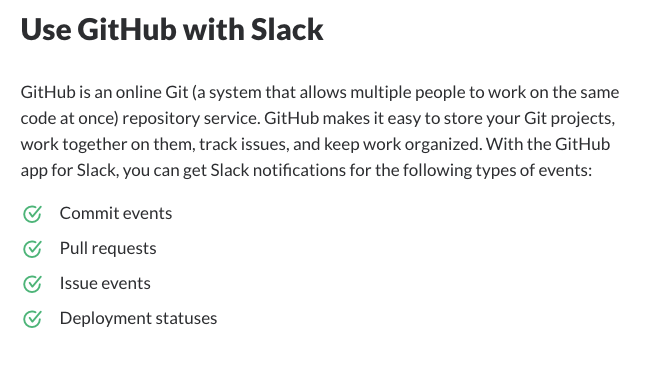 Use GitHub with Slack
GitHub is an online Git (a system that allows multiple people to work on the same
code at once) repository service. GitHub makes it easy to store your Git projects,
work together on them, track issues, and keep work organized. With the GitHub
app for Slack, you can get Slack notifications for the following types of events:
Commit events
Pull requests
Issue events
Deployment statuses